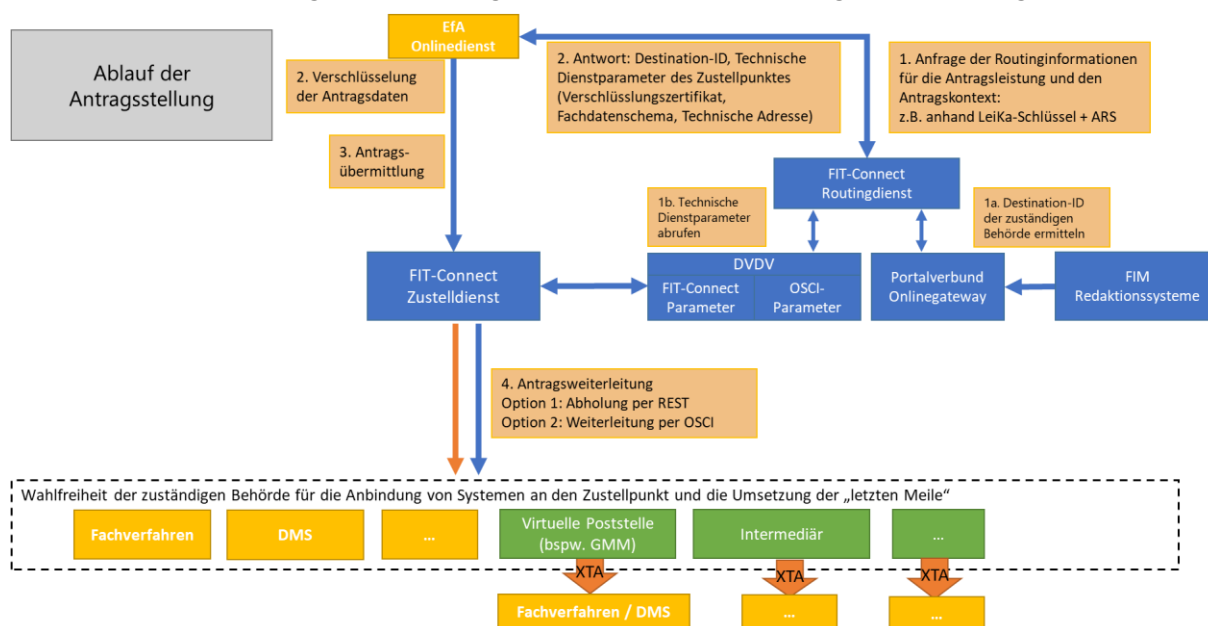 EfA
Onlinedienst
Ablauf der
Antragsstellung
2. Verschlüsselung
der Antragsdaten
2. Antwort: Destination-ID, Technische
Dienstparameter des Zustellpunktes
(Verschlüsslungszertifikat,
Fachdatenschema, Technische Adresse)
1. Anfrage der Routinginformationen
für die Antragsleistung und den
Antragskontext:
z.B. anhand LeiKa-Schlüssel + ARS
3. Antrags-
übermittlung
FIT-Connect
Routingdienst
1b. Technische
Dienstparameter
abrufen
1a. Destination-ID
der zuständigen
Behörde ermitteln
FIT-Connect
Zustelldienst
DVDV
FIT-Connect
Parameter
OSCI-
Parameter
Portalverbund
Onlinegateway
FIM
Redaktionssysteme
4. Antragsweiterleitung
Option 1: Abholung per REST
Option 2: Weiterleitung per OSCI
Wahlfreiheit der zuständigen Behörde für die Anbindung von Systemen an den Zustellpunkt und die Umsetzung der „letzten Meile“
Fachverfahren
DMS
...
Virtuelle Poststelle
(bspw. GMM)
Intermediär
...
XTA
XTA
XTA
Fachverfahren / DMS
...
...